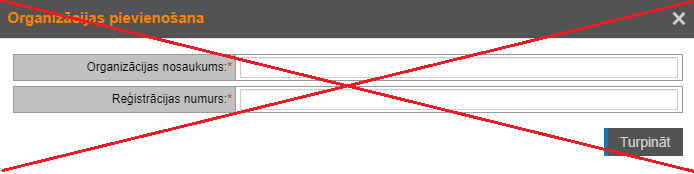 Organizācijas pievienošana
Organizācijas nosaukums:*
Reģistrācijas numurs:*
Turpināt